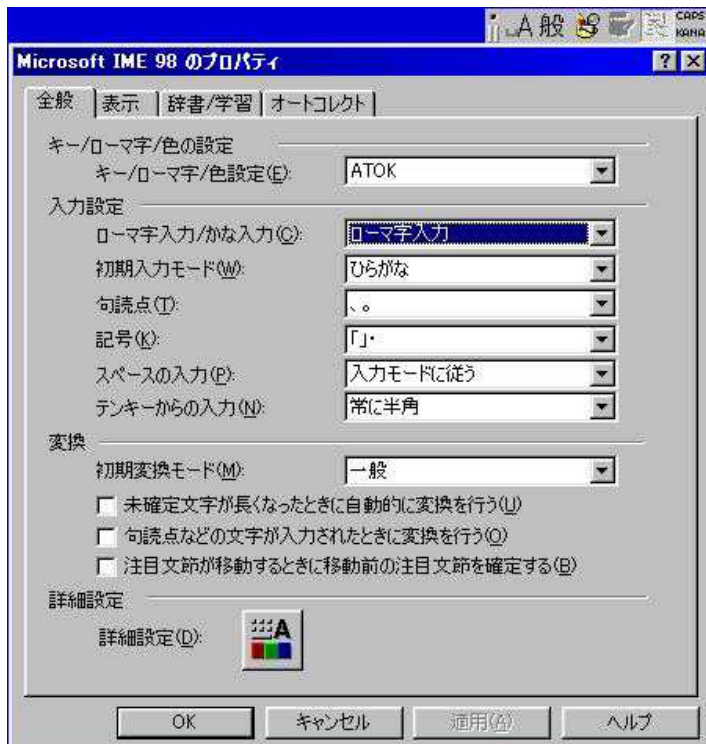 A 般 CAPS
KANA
Microsoft IME 98 のプロパティ
全般 表示 辞書/学習 オートコレクト
キー/ローマ字/色の設定
キー/ローマ字/色設定(E): ATOK
入力設定
ローマ字入力/かな入力(C): ローマ字入力
初期入力モード(W): ひらがな
句読点(T): 、。
記号(K): 「」・
スペースの入力(P): 入力モードに従う
テンキーからの入力(N): 常に半角
変換
初期変換モード(M): 一般
未確定文字が長くなったときに自動的に変換を行う(U)
句読点などの文字が入力されたときに変換を行う(O)
注目文節が移動するときに移動前の注目文節を確定する(B)
詳細設定
詳細設定(D): A
OK キャンセル 適用(A) ヘルプ